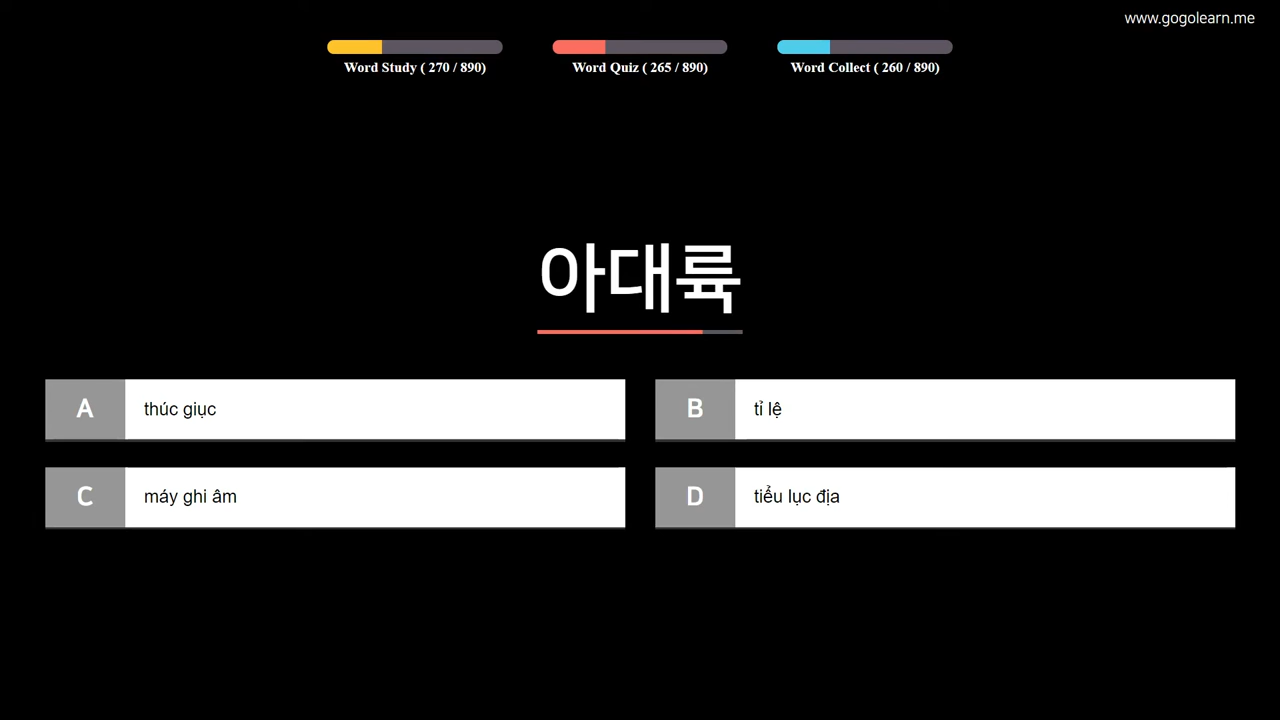 www.gogolearn.me
Word Study ( 270 / 890)
Word Quiz ( 265 / 890)
Word Collect ( 260 / 890)
아대륙
A thúc giục
B tỉ lệ
C máy ghi âm
D tiểu lục địa